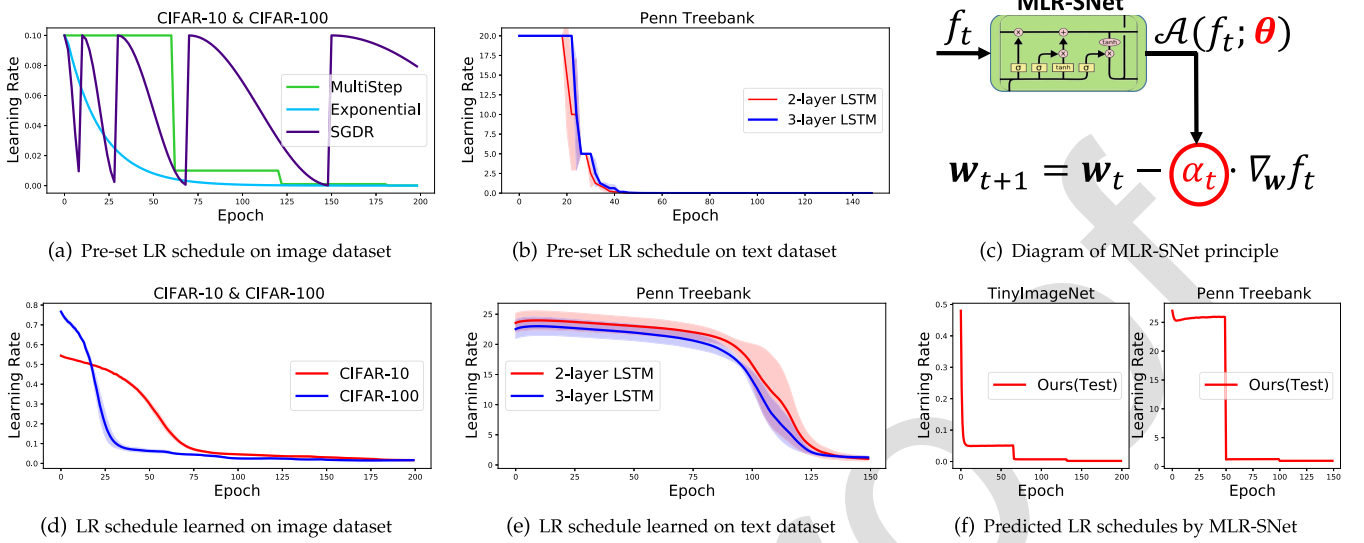 CIFAR-10 & CIFAR-100
Learning Rate
0.10
0.08
0.06
0.04
0.02
0.00
MultiStep
Exponential
SGDR
0 25 50 75 100 125 150 175 200
Epoch
(a) Pre-set LR schedule on image dataset
Penn Treebank
Learning Rate
20.0
17.5
15.0
12.5
10.0
7.5
5.0
2.5
0.0
2-layer LSTM
3-layer LSTM
0 20 40 60 80 100 120 140
Epoch
(b) Pre-set LR schedule on text dataset
MLR-SNet
f_t
σ σ tanh σ
tanh
𝒜(f_t; θ)
w_{t+1} = w_t − α_t · ∇_w f_t
(c) Diagram of MLR-SNet principle
CIFAR-10 & CIFAR-100
Learning Rate
0.8
0.7
0.6
0.5
0.4
0.3
0.2
0.1
0.0
CIFAR-10
CIFAR-100
0 25 50 75 100 125 150 175 200
Epoch
(d) LR schedule learned on image dataset
Penn Treebank
Learning Rate
25
20
15
10
5
0
2-layer LSTM
3-layer LSTM
0 25 50 75 100 125 150
Epoch
(e) LR schedule learned on text dataset
TinyImageNet
Learning Rate
0.5
0.4
0.3
0.2
0.1
0.0
Ours(Test)
0 25 50 75 100 125 150 175 200
Epoch
Penn Treebank
Learning Rate
25
20
15
10
5
0
Ours(Test)
0 25 50 75 100 125 150
Epoch
(f) Predicted LR schedules by MLR-SNet